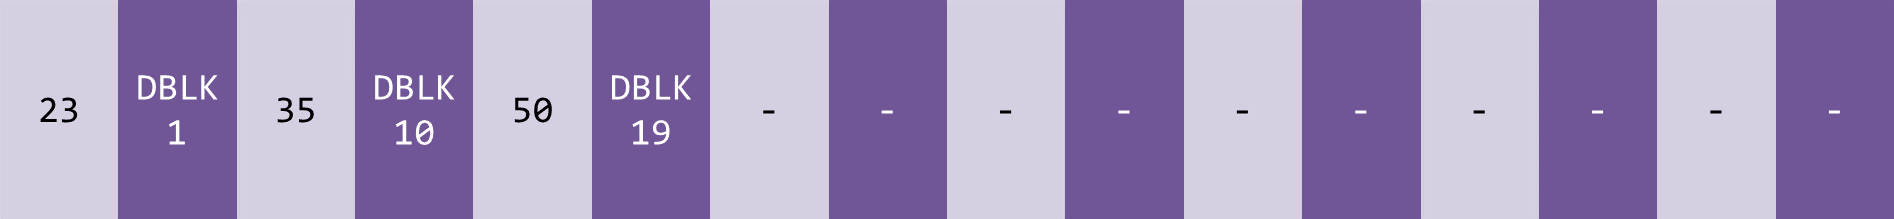 23 DBLK 1 35 DBLK 10 50 DBLK 19 - - - - - - - - - -